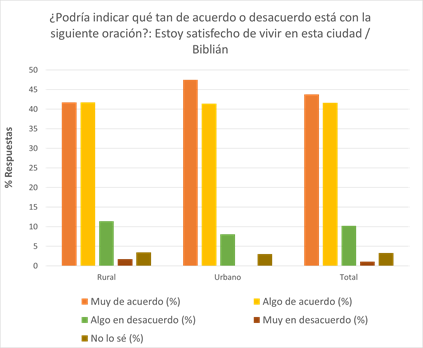 ¿Podría indicar qué tan de acuerdo o desacuerdo está con la
siguiente oración?: Estoy satisfecho de vivir en esta ciudad /
Biblián
% Respuestas
50
45
40
35
30
25
20
15
10
5
0
Rural
Urbano
Total
Muy de acuerdo (%)
Algo de acuerdo (%)
Algo en desacuerdo (%)
Muy en desacuerdo (%)
No lo sé (%)